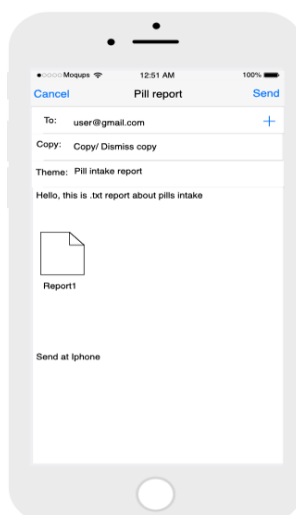 Moqups 12:51 AM 100%
Cancel Pill report Send
To: user@gmail.com +
Copy: Copy/ Dismiss copy
Theme: Pill intake report
Hello, this is .txt report about pills intake
Report1
Send at Iphone